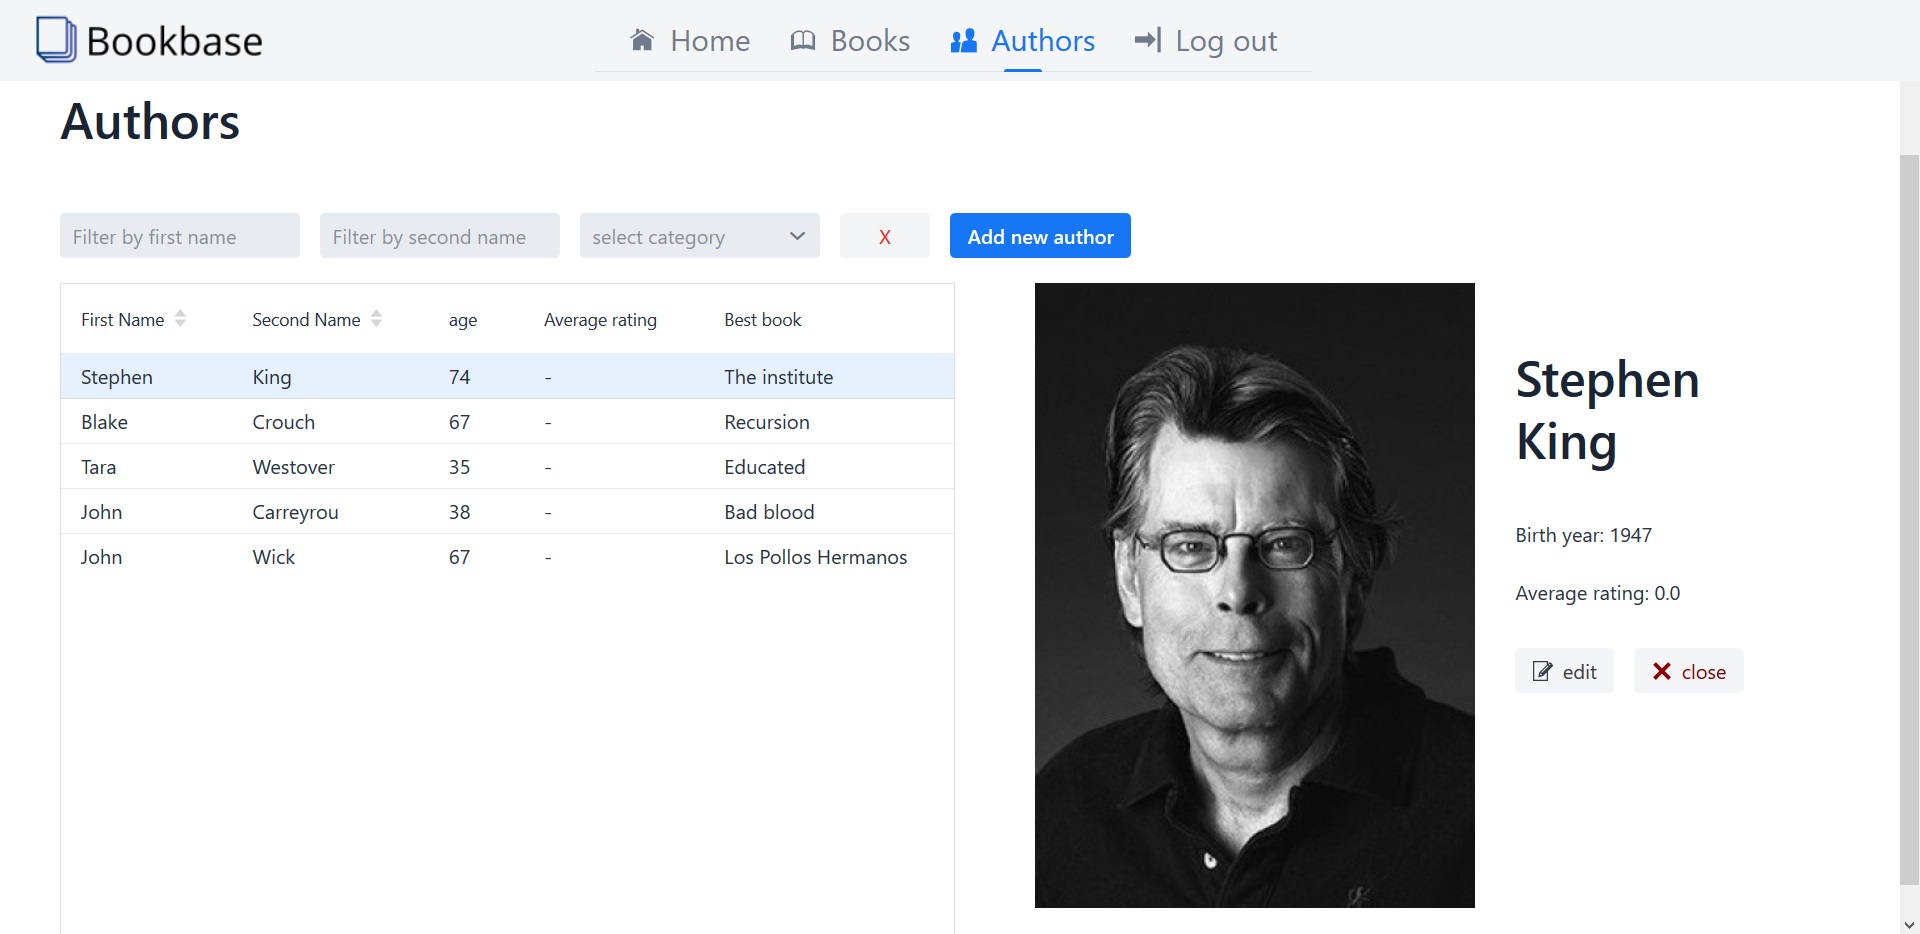 Bookbase
Home Books Authors Log out
Authors
Filter by first name Filter by second name select category X Add new author
First Name Second Name age Average rating Best book
Stephen King 74 - The institute
Blake Crouch 67 - Recursion
Tara Westover 35 - Educated
John Carreyrou 38 - Bad blood
John Wick 67 - Los Pollos Hermanos
Stephen
King
Birth year: 1947
Average rating: 0.0
edit close